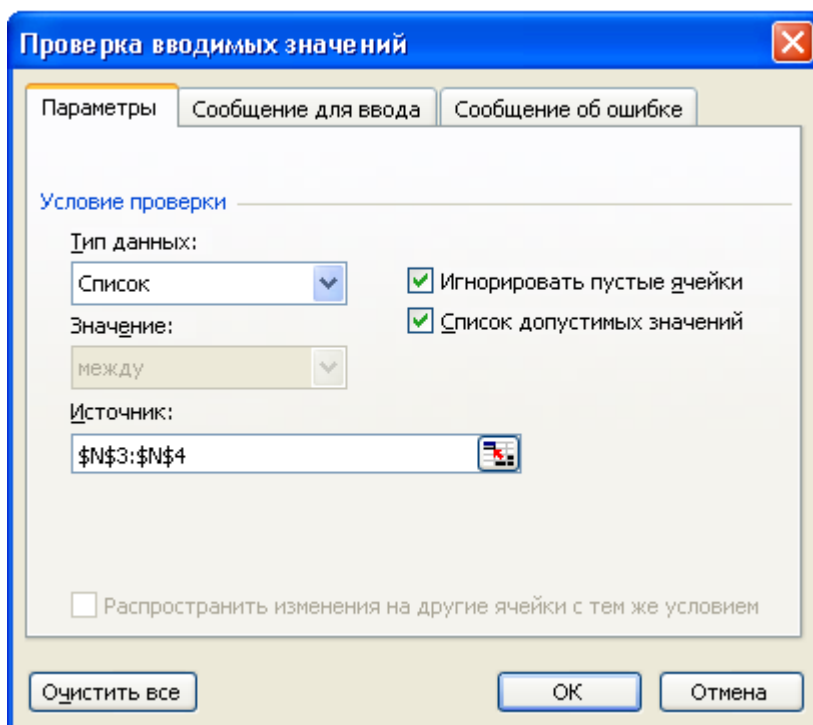 Проверка вводимых значений
Параметры Сообщение для ввода Сообщение об ошибке
Условие проверки
Тип данных:
Список Игнорировать пустые ячейки
Значение: Список допустимых значений
между
Источник:
$N$3:$N$4
Распространить изменения на другие ячейки с тем же условием
Очистить все ОК Отмена